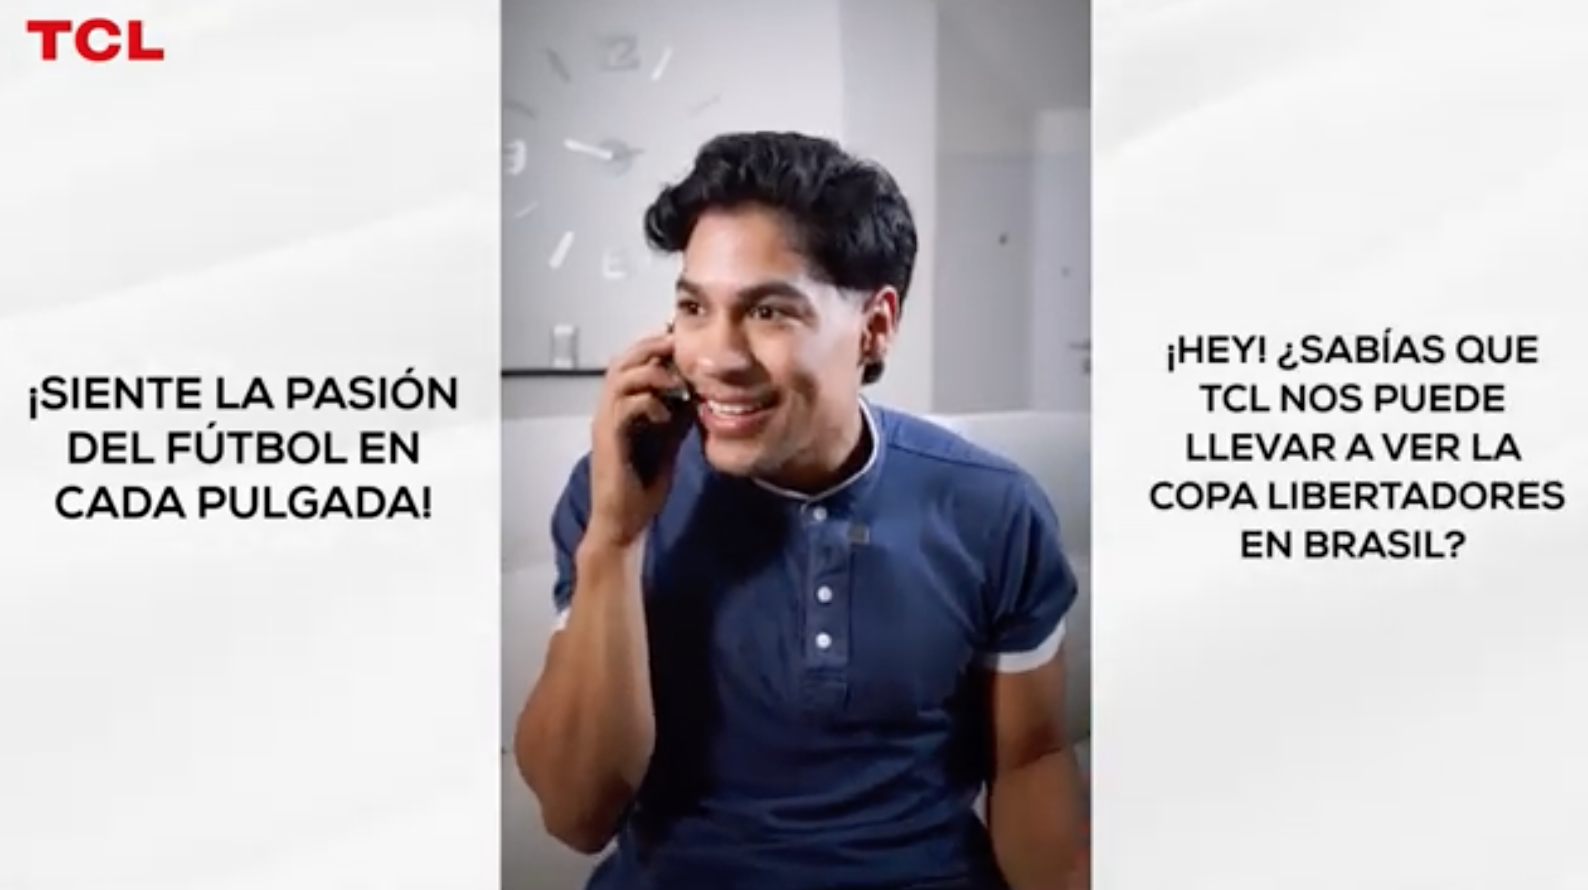 TCL
¡SIENTE LA PASIÓN
DEL FÚTBOL EN
CADA PULGADA!
¡HEY! ¿SABÍAS QUE
TCL NOS PUEDE
LLEVAR A VER LA
COPA LIBERTADORES
EN BRASIL?